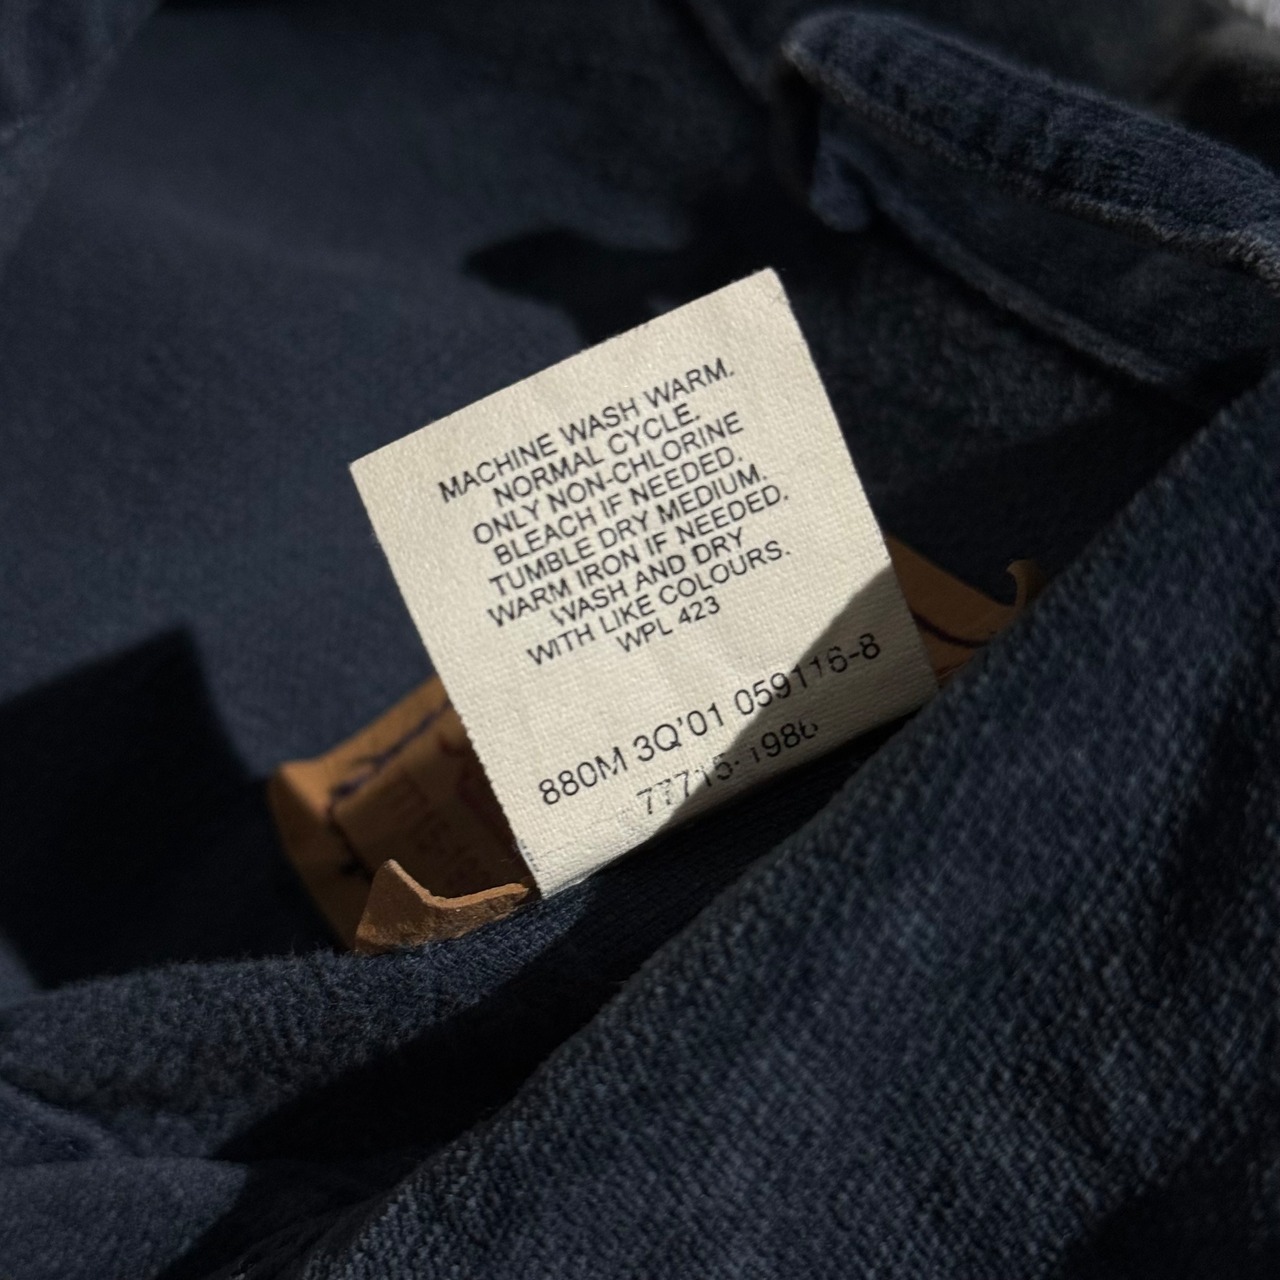 MACHINE WASH WARM.
NORMAL CYCLE.
ONLY NON-CHLORINE
BLEACH IF NEEDED.
TUMBLE DRY MEDIUM.
WARM IRON IF NEEDED.
WASH AND DRY
WITH LIKE COLOURS.
WPL 423
880M 3Q'01 059116-8